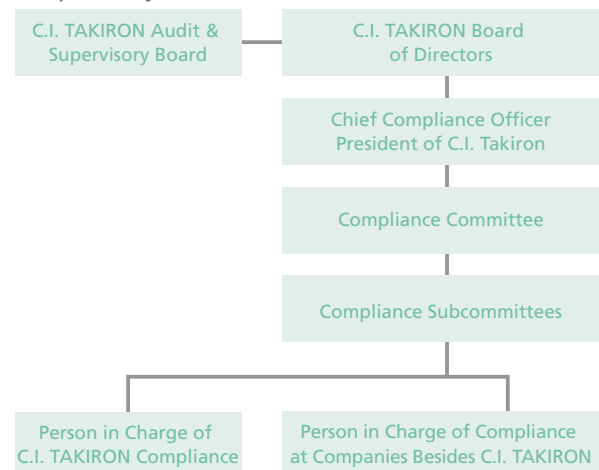 C.I. TAKIRON Audit &
Supervisory Board
C.I. TAKIRON Board
of Directors
Chief Compliance Officer
President of C.I. Takiron
Compliance Committee
Compliance Subcommittees
Person in Charge of
C.I. TAKIRON Compliance
Person in Charge of Compliance
at Companies Besides C.I. TAKIRON